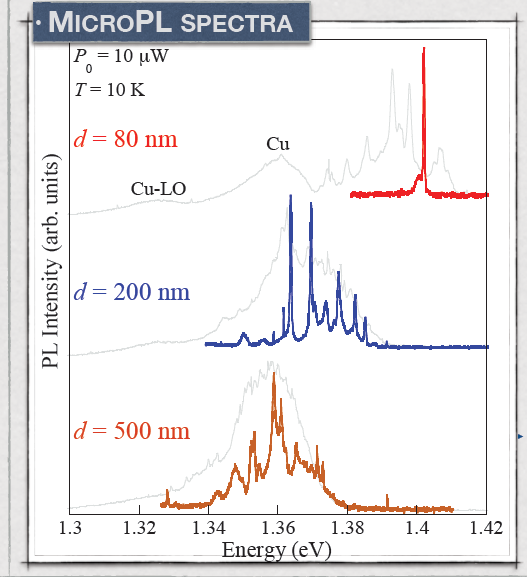 · MicroPL spectra
P0 = 10 µW
T = 10 K
d = 80 nm
Cu
Cu-LO
d = 200 nm
d = 500 nm
PL Intensity (arb. units)
1.3 1.32 1.34 1.36 1.38 1.4 1.42
Energy (eV)